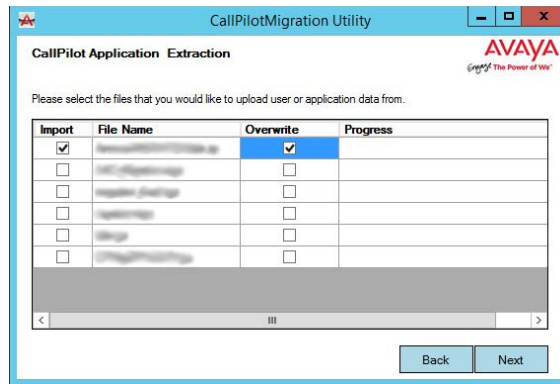 CallPilotMigration Utility
CallPilot Application Extraction
AVAYA
Engage The Power of We™
Please select the files that you would like to upload user or application data from.
Import File Name Overwrite Progress
Back Next